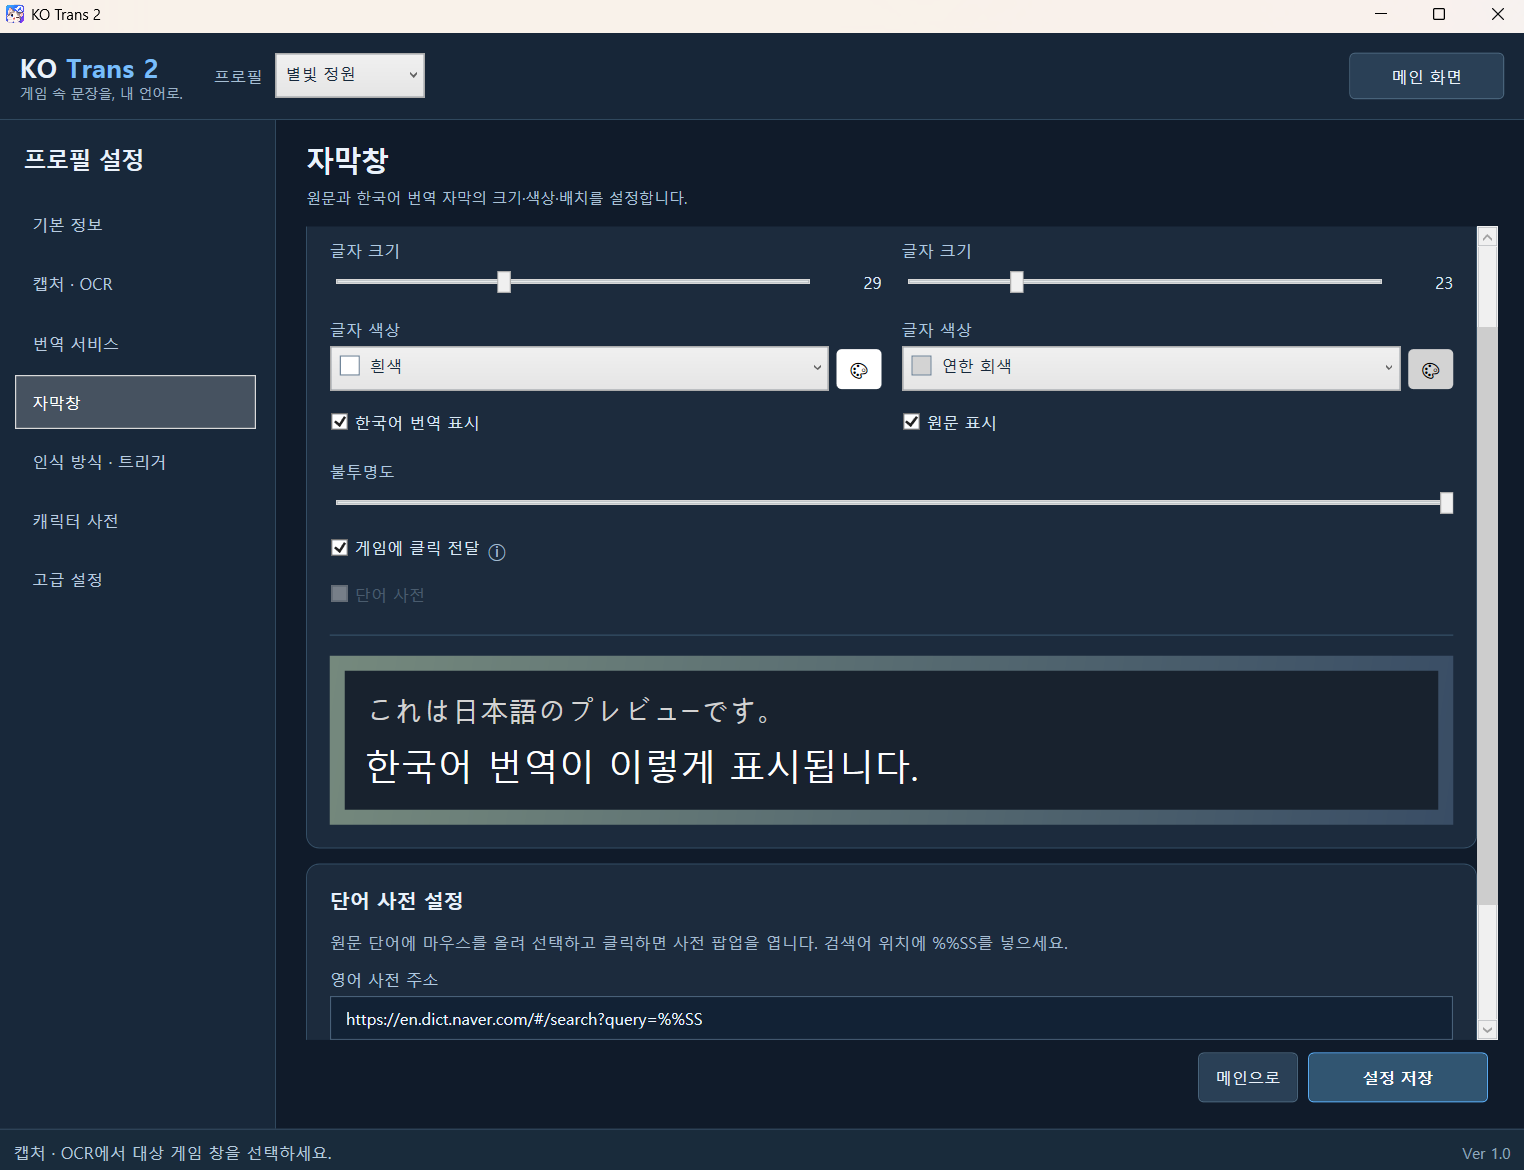 KO Trans 2
KO Trans 2
게임 속 문장을, 내 언어로.
프로필
별빛 정원
메인 화면
프로필 설정
기본 정보
캡처 · OCR
번역 서비스
자막창
인식 방식 · 트리거
캐릭터 사전
고급 설정
자막창
원문과 한국어 번역 자막의 크기·색상·배치를 설정합니다.
글자 크기
29
글자 색상
흰색
한국어 번역 표시
글자 크기
23
글자 색상
연한 회색
원문 표시
불투명도
게임에 클릭 전달
단어 사전
これは日本語のプレビューです。
한국어 번역이 이렇게 표시됩니다.
단어 사전 설정
원문 단어에 마우스를 올려 선택하고 클릭하면 사전 팝업을 엽니다. 검색어 위치에 %%SS를 넣으세요.
영어 사전 주소
https://en.dict.naver.com/#/search?query=%%SS
메인으로
설정 저장
캡처 · OCR에서 대상 게임 창을 선택하세요.
Ver 1.0